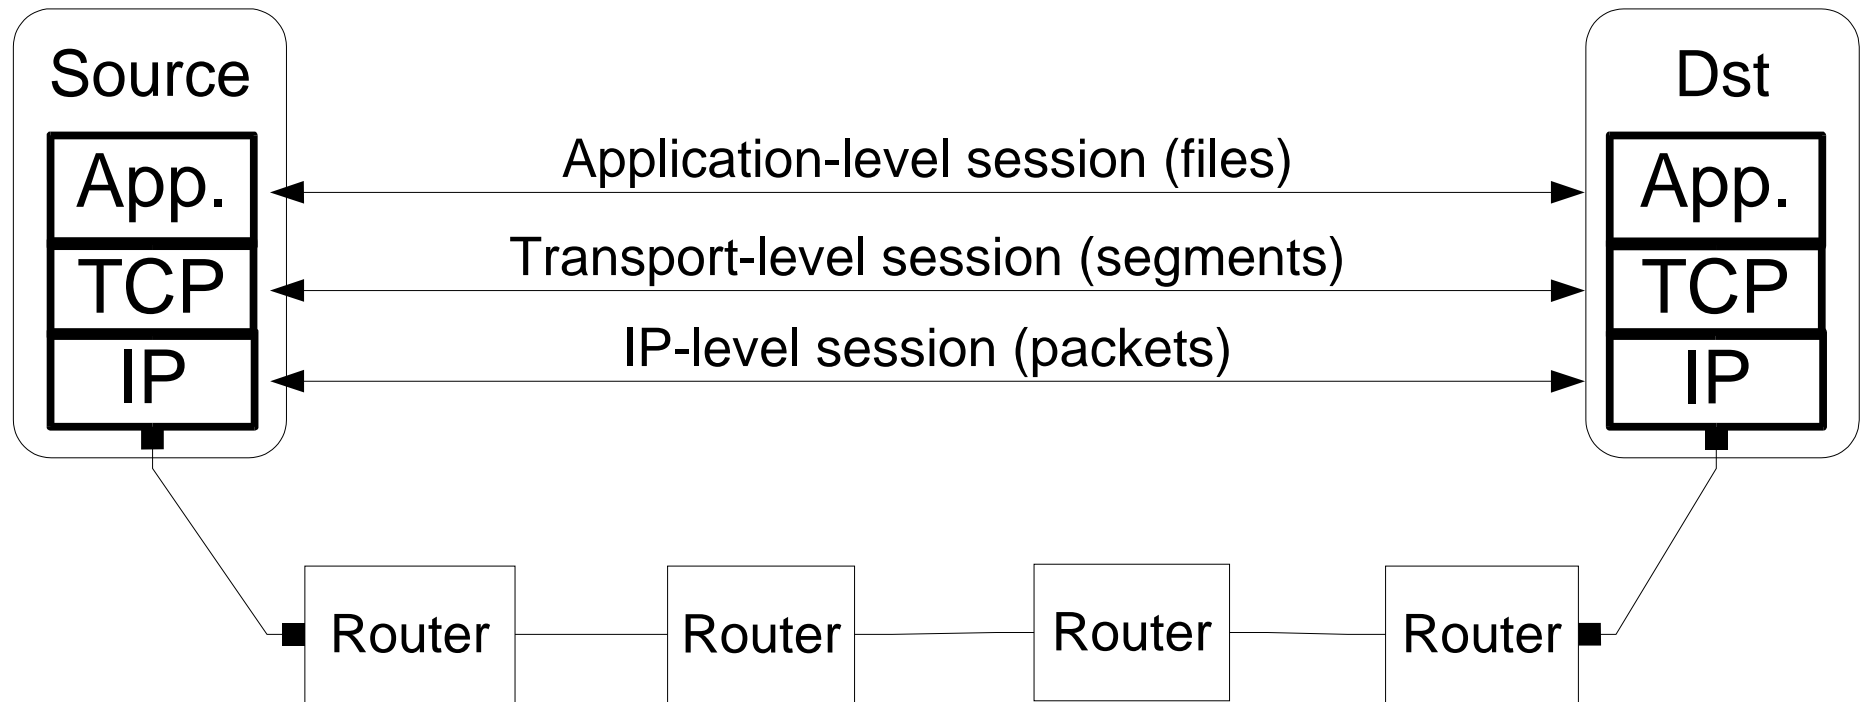 Source
Dst
App.
Application-level session (files)
App.
TCP
Transport-level session (segments)
TCP
IP
IP-level session (packets)
IP
Router
Router
Router
Router